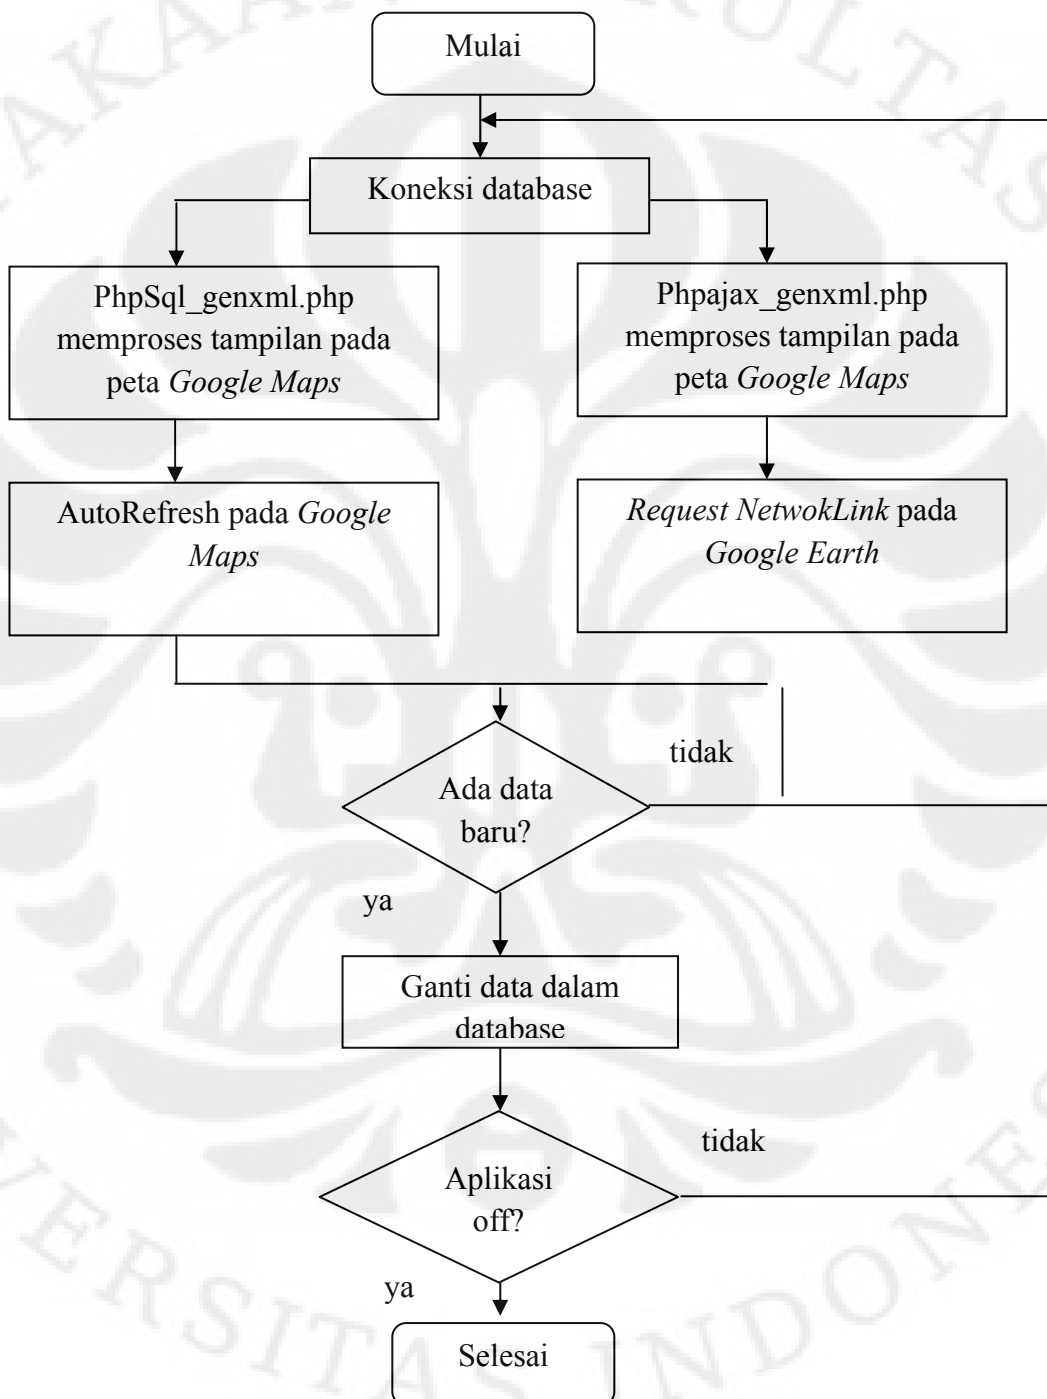 Mulai
Koneksi database
PhpSql_genxml.php
memproses tampilan pada
peta Google Maps
Phpajax_genxml.php
memproses tampilan pada
peta Google Maps
AutoRefresh pada Google
Maps
Request NetwokLink pada
Google Earth
tidak
Ada data
baru?
ya
Ganti data dalam
database
tidak
Aplikasi
off?
ya
Selesai